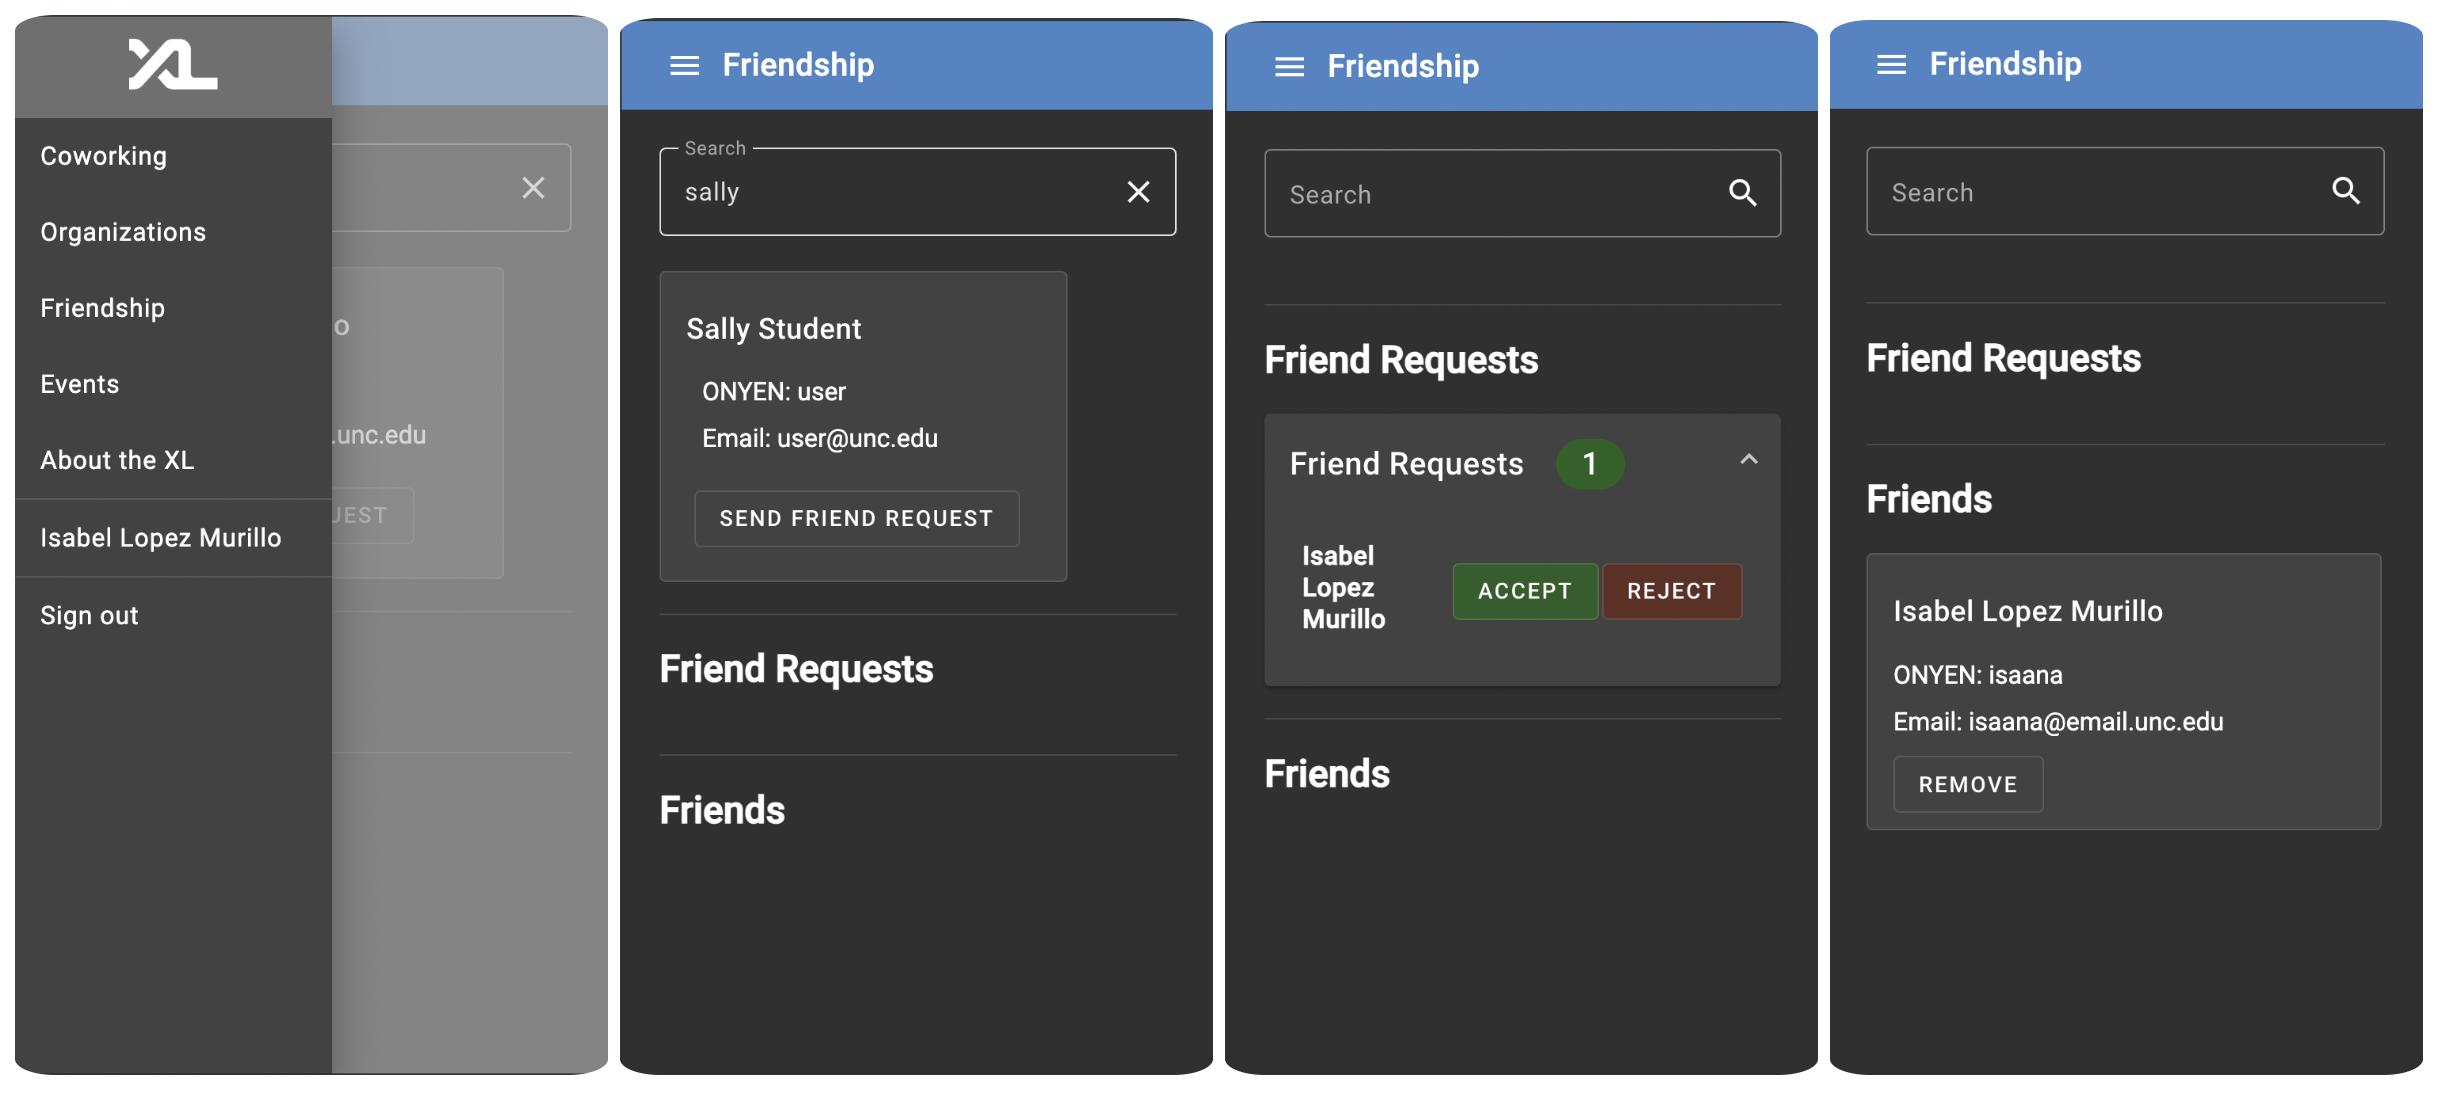 XL
Coworking
Organizations
Friendship
Events
About the XL
Isabel Lopez Murillo
Sign out
o
.unc.edu
UEST
Friendship
Search
sally
Sally Student
ONYEN: user
Email: user@unc.edu
SEND FRIEND REQUEST
Friend Requests
Friends
Friendship
Search
Friend Requests
Friend Requests 1
Isabel
Lopez
Murillo
ACCEPT REJECT
Friends
Friendship
Search
Friend Requests
Friends
Isabel Lopez Murillo
ONYEN: isaana
Email: isaana@email.unc.edu
REMOVE